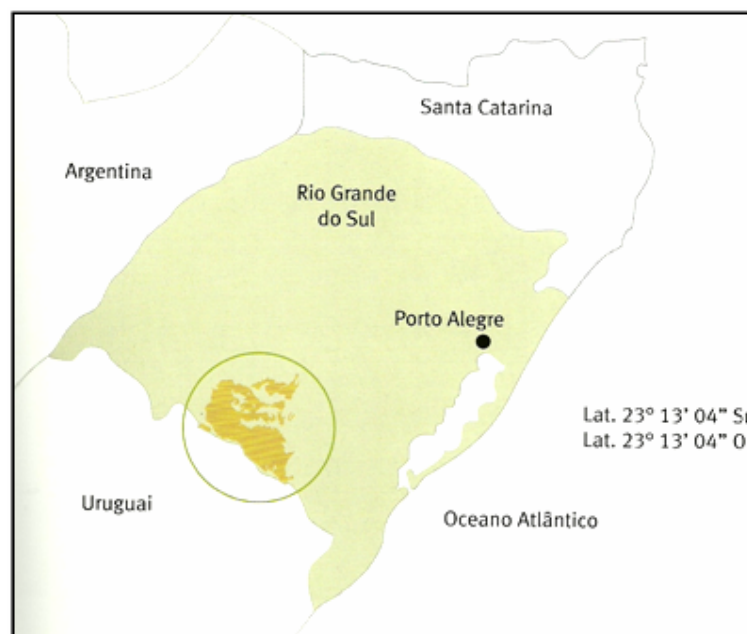 Santa Catarina
Argentina
Rio Grande
do Sul
Porto Alegre
Lat. 23° 13' 04” S
Lat. 23° 13' 04” O
Uruguai
Oceano Atlântico